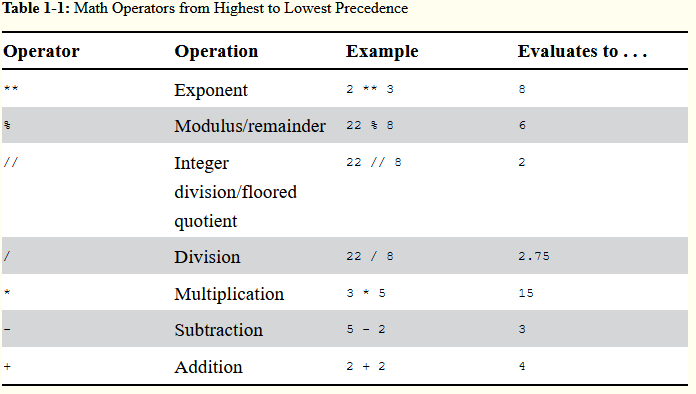 Table 1-1: Math Operators from Highest to Lowest Precedence
Operator Operation Example Evaluates to . . .
** Exponent 2 ** 3 8
% Modulus/remainder 22 % 8 6
// Integer 22 // 8 2
division/floored
quotient
/ Division 22 / 8 2.75
* Multiplication 3 * 5 15
- Subtraction 5 - 2 3
+ Addition 2 + 2 4